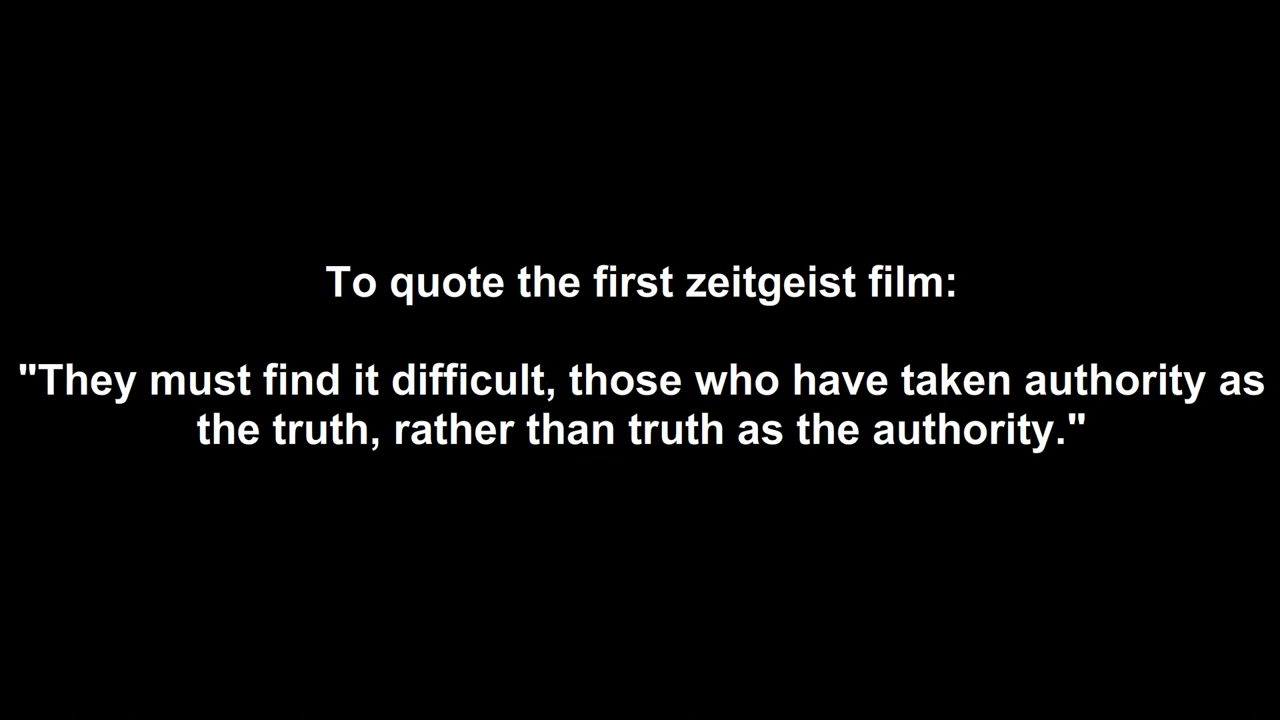 To quote the first zeitgeist film:
"They must find it difficult, those who have taken authority as
the truth, rather than truth as the authority."